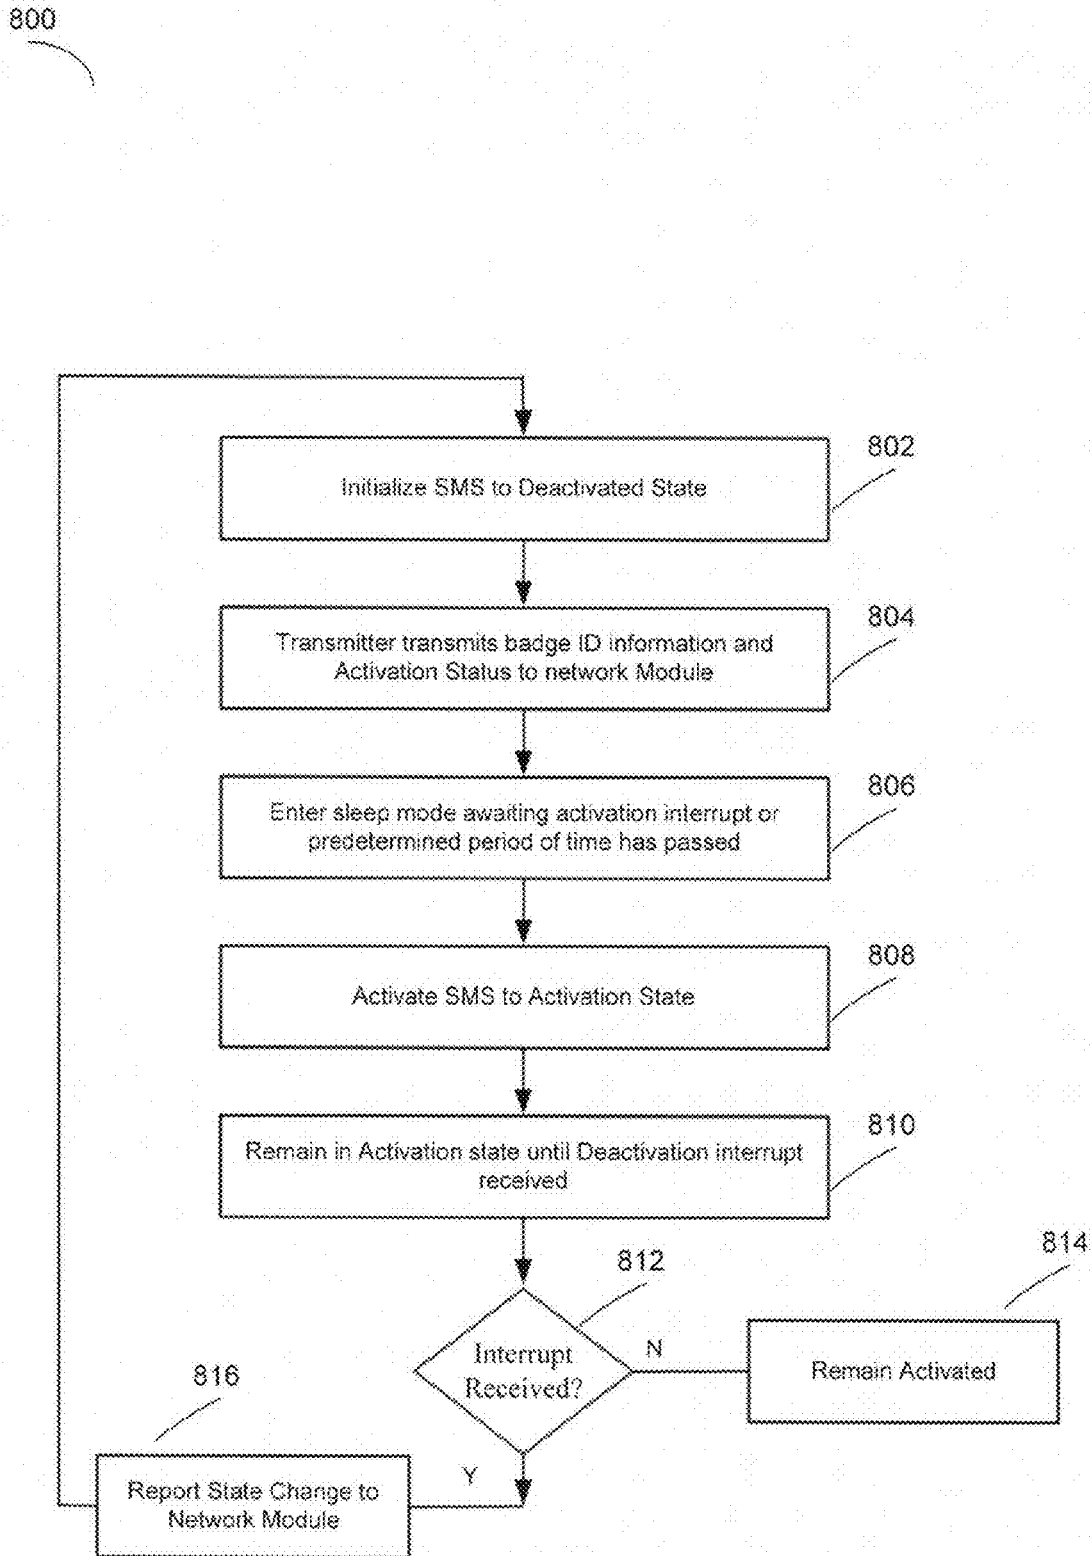 800
802
Initialize SMS to Deactivated State
804
Transmitter transmits badge ID information and
Activation Status to network Module
806
Enter sleep mode awaiting activation interrupt or
predetermined period of time has passed
808
Activate SMS to Activation State
810
Remain in Activation state until Deactivation interrupt
received
812
814
Interrupt
Received?
N
Remain Activated
816
Y
Report State Change to
Network Module